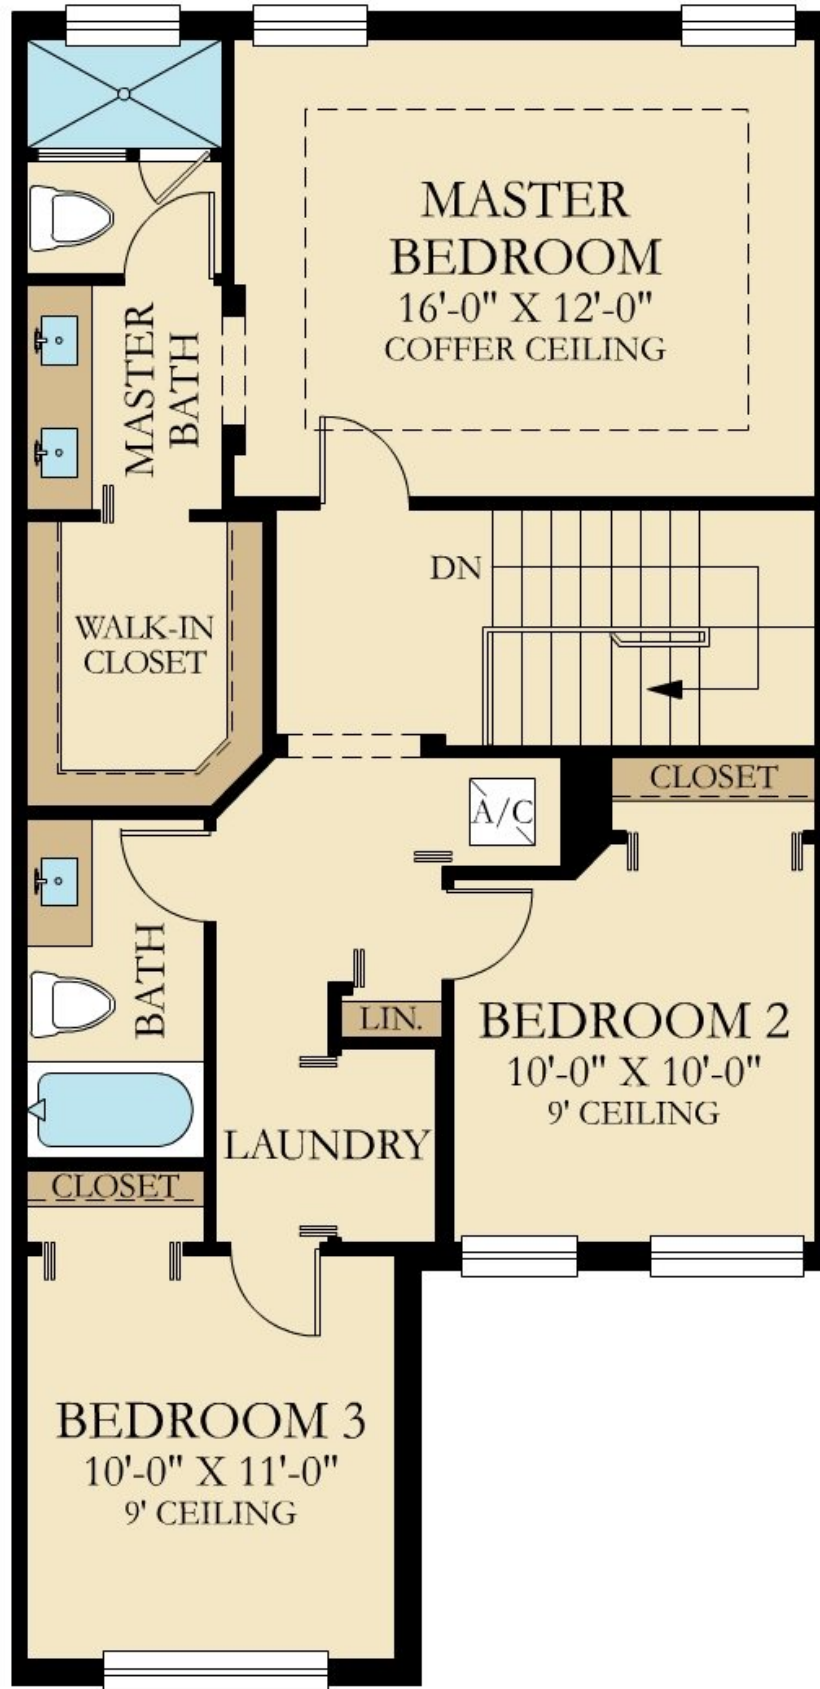 MASTER
BEDROOM
16'-0" X 12'-0"
COFFER CEILING
MASTER
BATH
DN
WALK-IN
CLOSET
CLOSET
A/C
BATH
LIN.
BEDROOM 2
10'-0" X 10'-0"
9' CEILING
LAUNDRY
CLOSET
BEDROOM 3
10'-0" X 11'-0"
9' CEILING